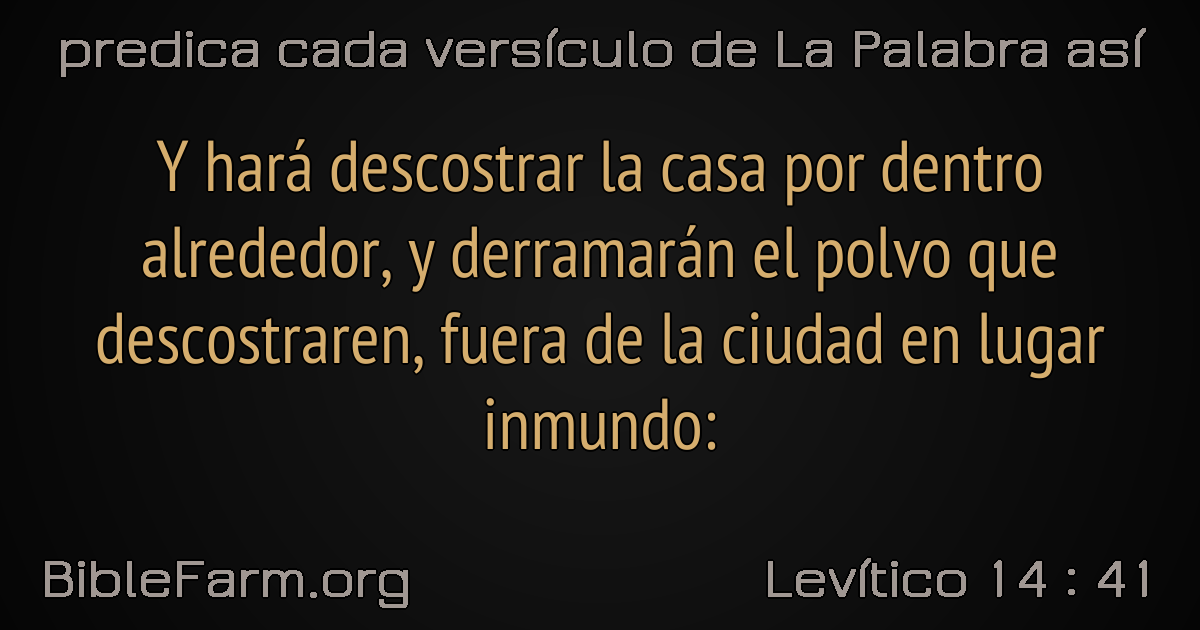 predica cada versículo de La Palabra así
Y hará descostrar la casa por dentro
alrededor, y derramarán el polvo que
descostraren, fuera de la ciudad en lugar
inmundo:
BibleFarm.org
Levítico 14 : 41